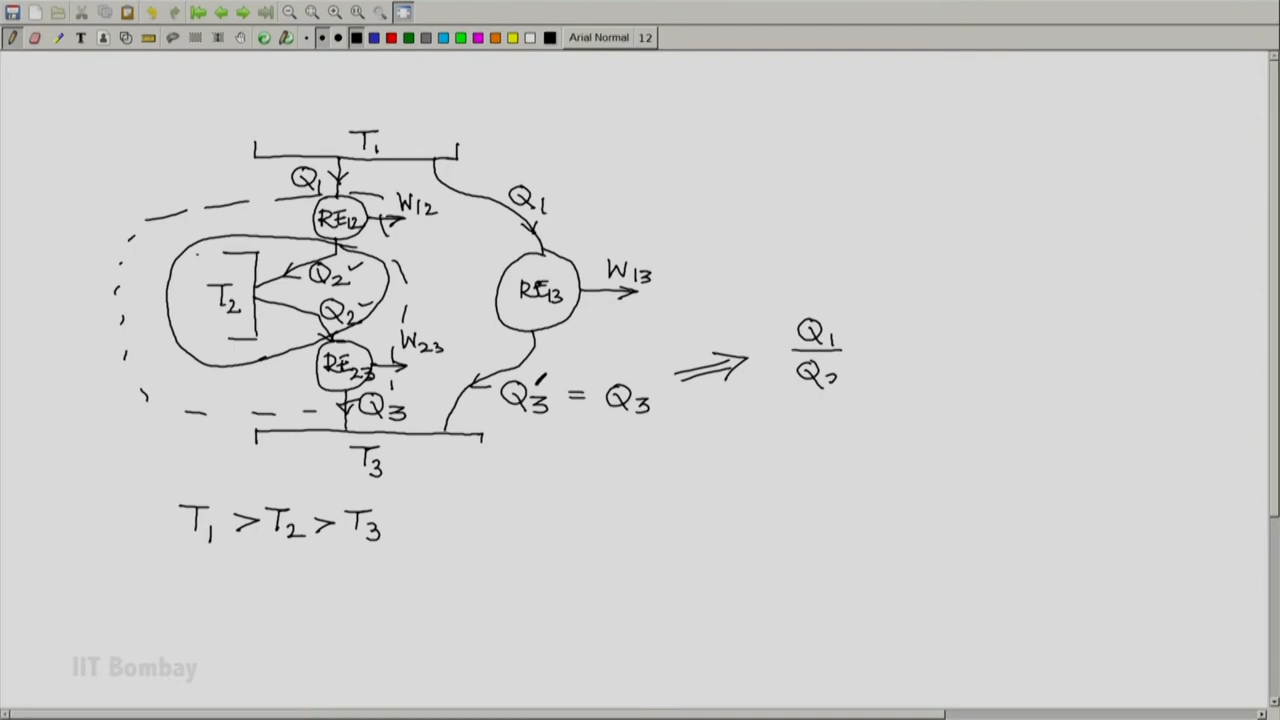 Arial Normal 12
T1
Q1
RE12 W12
Q1
Q2 ✓
T2
Q2 ✓
RE13 W13
RE23 W23
Q3
Q3' = Q3 ⟹ Q1/Q2
T3
T1 > T2 > T3
IIT Bombay